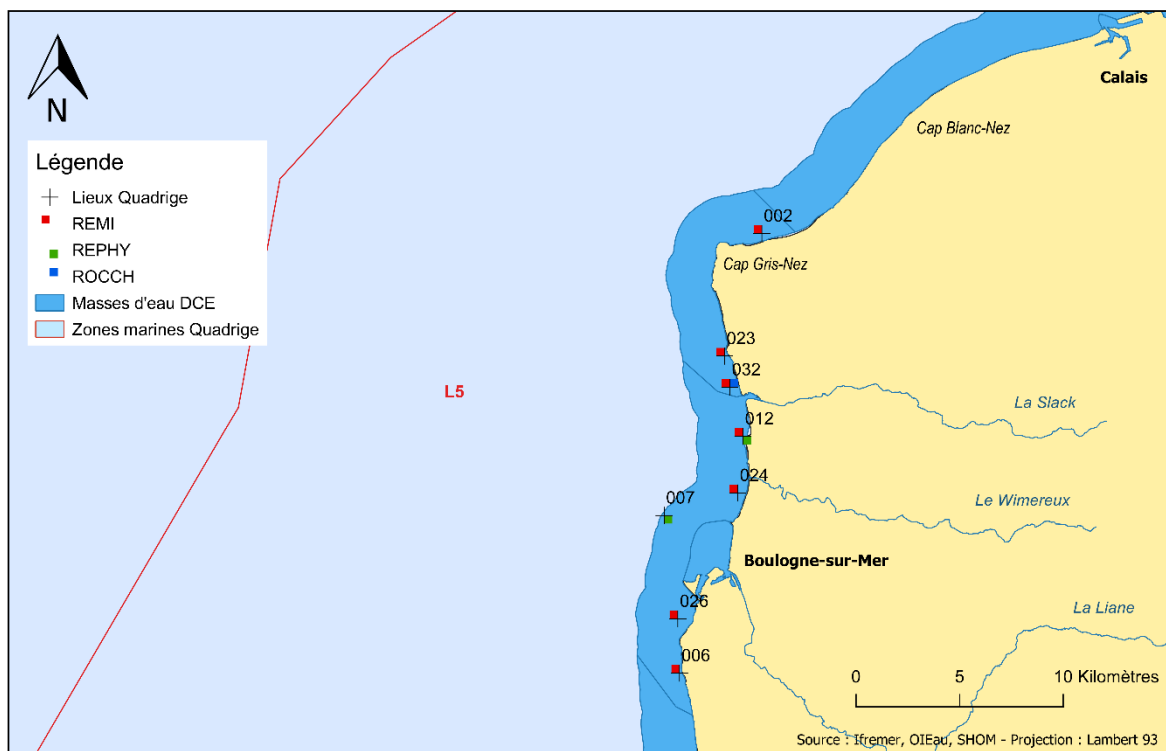 N
Légende
Lieux Quadrige
REMI
REPHY
ROCCH
Masses d'eau DCE
Zones marines Quadrige
Calais
Cap Blanc-Nez
002
Cap Gris-Nez
023
032
L5
La Slack
012
024
007
Le Wimereux
Boulogne-sur-Mer
026
La Liane
006
0 5 10 Kilomètres
Source : Ifremer, OIEau, SHOM - Projection : Lambert 93